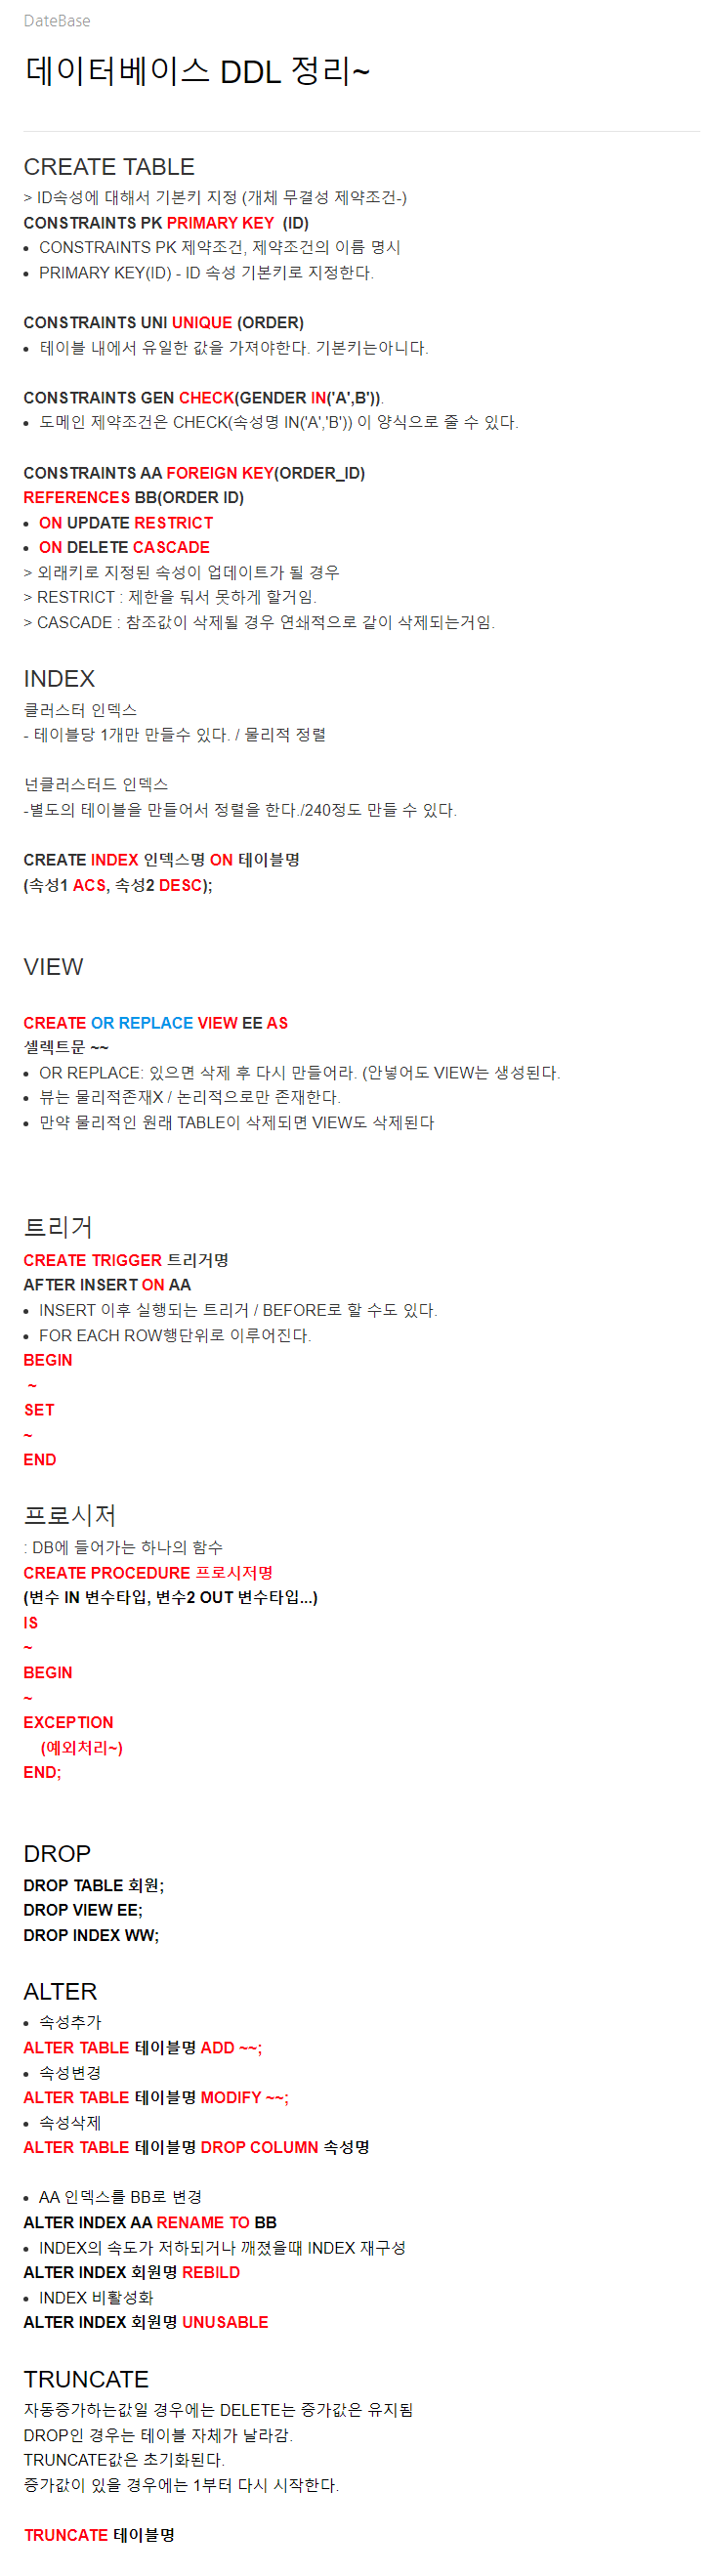 DateBase
데이터베이스 DDL 정리~
CREATE TABLE
> ID속성에 대해서 기본키 지정 (개체 무결성 제약조건-)
CONSTRAINTS PK PRIMARY KEY (ID)
• CONSTRAINTS PK 제약조건, 제약조건의 이름 명시
• PRIMARY KEY(ID) - ID 속성 기본키로 지정한다.
CONSTRAINTS UNI UNIQUE (ORDER)
• 테이블 내에서 유일한 값을 가져야한다. 기본키는아니다.
CONSTRAINTS GEN CHECK(GENDER IN('A',B')).
• 도메인 제약조건은 CHECK(속성명 IN('A','B')) 이 양식으로 줄 수 있다.
CONSTRAINTS AA FOREIGN KEY(ORDER_ID)
REFERENCES BB(ORDER ID)
• ON UPDATE RESTRICT
• ON DELETE CASCADE
> 외래키로 지정된 속성이 업데이트가 될 경우
> RESTRICT : 제한을 둬서 못하게 할거임.
> CASCADE : 참조값이 삭제될 경우 연쇄적으로 같이 삭제되는거임.
INDEX
클러스터 인덱스
- 테이블당 1개만 만들수 있다. / 물리적 정렬
넌클러스터드 인덱스
-별도의 테이블을 만들어서 정렬을 한다./240정도 만들 수 있다.
CREATE INDEX 인덱스명 ON 테이블명
(속성1 ACS, 속성2 DESC);
VIEW
CREATE OR REPLACE VIEW EE AS
셀렉트문 ~~
• OR REPLACE: 있으면 삭제 후 다시 만들어라. (안넣어도 VIEW는 생성된다.
• 뷰는 물리적존재X / 논리적으로만 존재한다.
• 만약 물리적인 원래 TABLE이 삭제되면 VIEW도 삭제된다
트리거
CREATE TRIGGER 트리거명
AFTER INSERT ON AA
• INSERT 이후 실행되는 트리거 / BEFORE로 할 수도 있다.
• FOR EACH ROW행단위로 이루어진다.
BEGIN
~
SET
~
END
프로시저
: DB에 들어가는 하나의 함수
CREATE PROCEDURE 프로시저명
(변수 IN 변수타입, 변수2 OUT 변수타입...)
IS
~
BEGIN
~
EXCEPTION
(예외처리~)
END;
DROP
DROP TABLE 회원;
DROP VIEW EE;
DROP INDEX WW;
ALTER
• 속성추가
ALTER TABLE 테이블명 ADD ~~;
• 속성변경
ALTER TABLE 테이블명 MODIFY ~~;
• 속성삭제
ALTER TABLE 테이블명 DROP COLUMN 속성명
• AA 인덱스를 BB로 변경
ALTER INDEX AA RENAME TO BB
• INDEX의 속도가 저하되거나 깨졌을때 INDEX 재구성
ALTER INDEX 회원명 REBILD
• INDEX 비활성화
ALTER INDEX 회원명 UNUSABLE
TRUNCATE
자동증가하는값일 경우에는 DELETE는 증가값은 유지됨
DROP인 경우는 테이블 자체가 날라감.
TRUNCATE값은 초기화된다.
증가값이 있을 경우에는 1부터 다시 시작한다.
TRUNCATE 테이블명